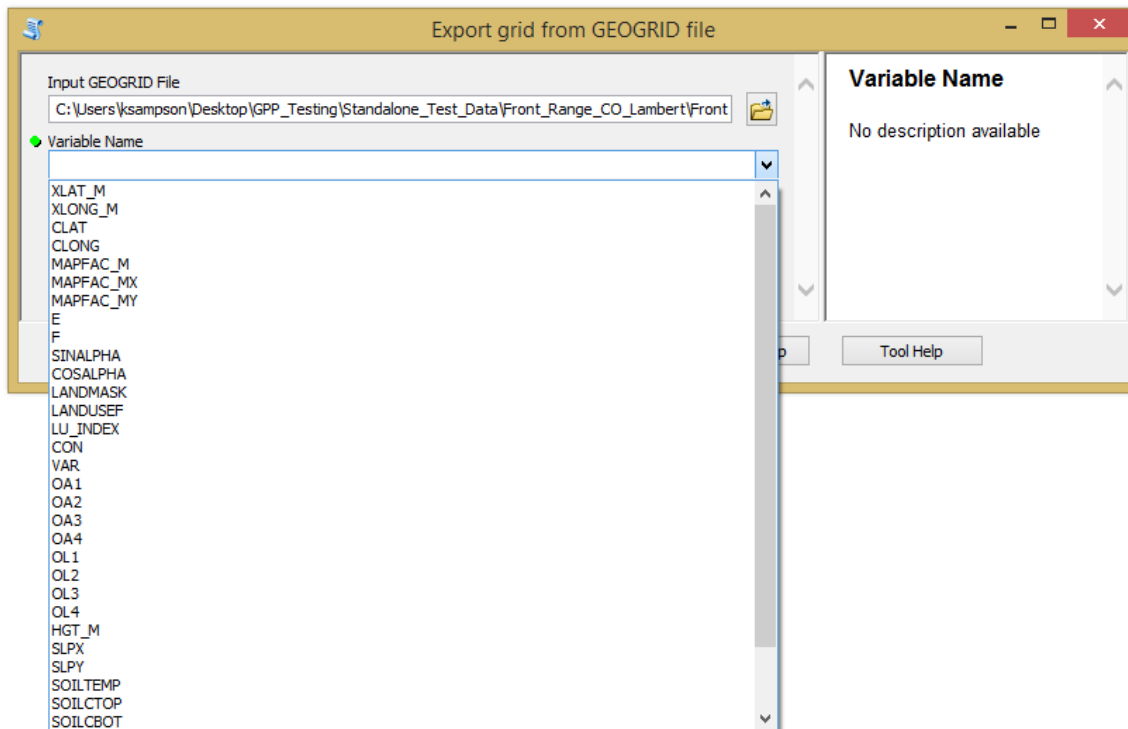 Export grid from GEOGRID file
Input GEOGRID File
C:\Users\ksampson\Desktop\GPP_Testing\Standalone_Test_Data\Front_Range_CO_Lambert\Front
Variable Name
XLAT_M
XLONG_M
CLAT
CLONG
MAPFAC_M
MAPFAC_MX
MAPFAC_MY
E
F
SINALPHA
COSALPHA
LANDMASK
LANDUSEF
LU_INDEX
CON
VAR
OA1
OA2
OA3
OA4
OL1
OL2
OL3
OL4
HGT_M
SLPX
SLPY
SOILTEMP
SOILCTOP
SOILCBOT
Variable Name
No description available
Tool Help